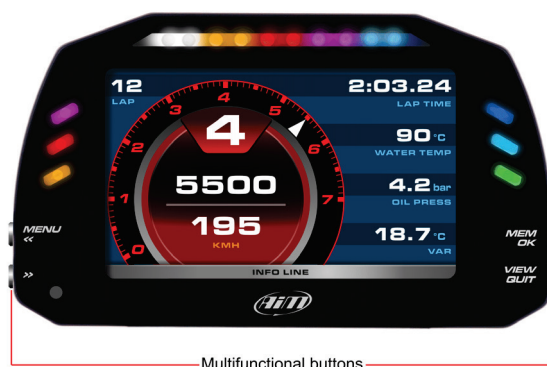 12
LAP
2:03.24
LAP TIME
4
0
1
2
3
4
5
6
7
5500
195
KMH
90 °C
WATER TEMP
4.2 bar
OIL PRESS
18.7 °C
VAR
INFO LINE
MENU
<<
>>
MEM
OK
VIEW
QUIT
AiM
Multifunctional buttons